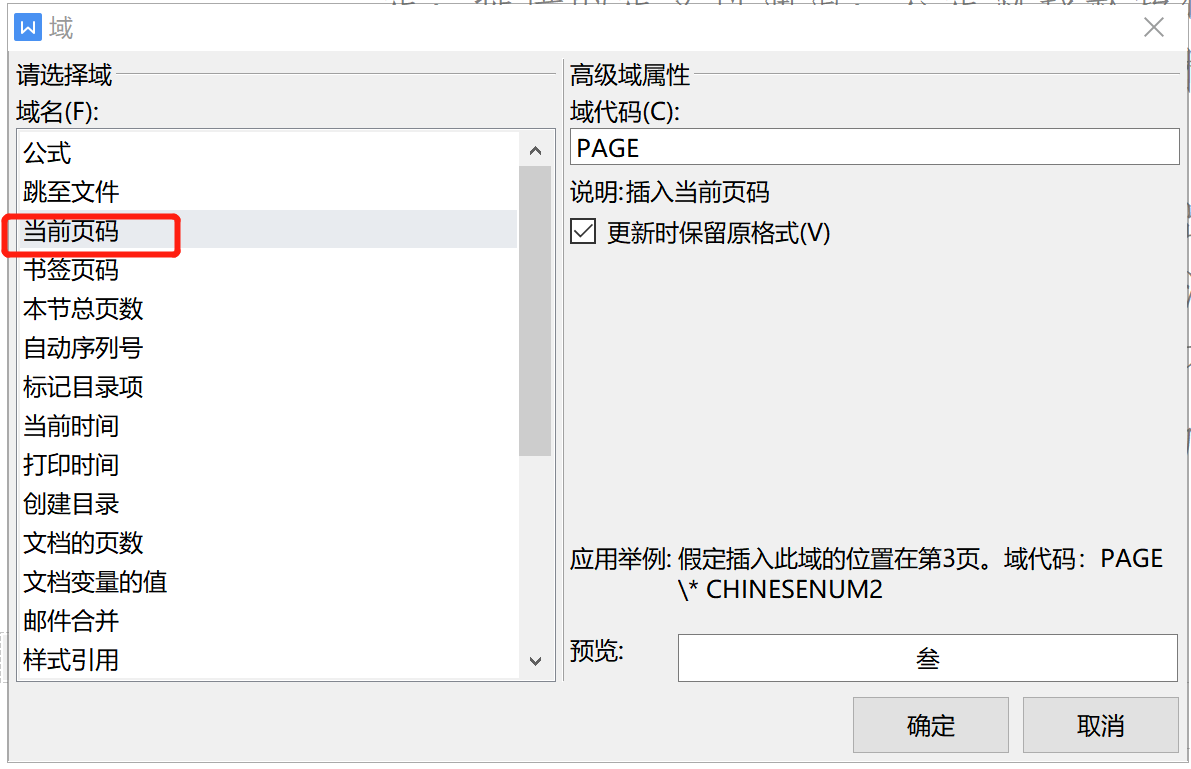 域
请选择域
域名(F):
公式
跳至文件
当前页码
书签页码
本节总页数
自动序列号
标记目录项
当前时间
打印时间
创建目录
文档的页数
文档变量的值
邮件合并
样式引用
高级域属性
域代码(C):
PAGE
说明:插入当前页码
更新时保留原格式(V)
应用举例: 假定插入此域的位置在第3页。域代码：PAGE
\* CHINESENUM2
预览:
叁
确定
取消